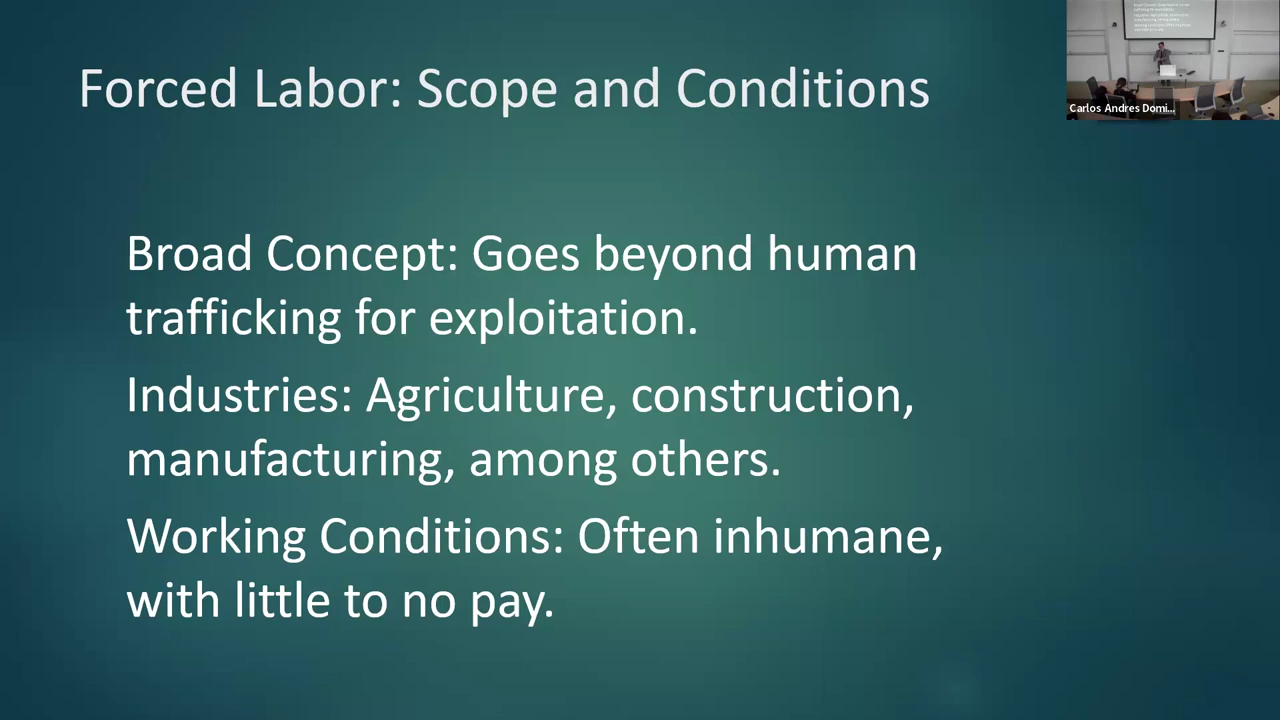 Forced Labor: Scope and Conditions
Carlos Andres Domi...
Broad Concept: Goes beyond human
trafficking for exploitation.
Industries: Agriculture, construction,
manufacturing, among others.
Working Conditions: Often inhumane,
with little to no pay.